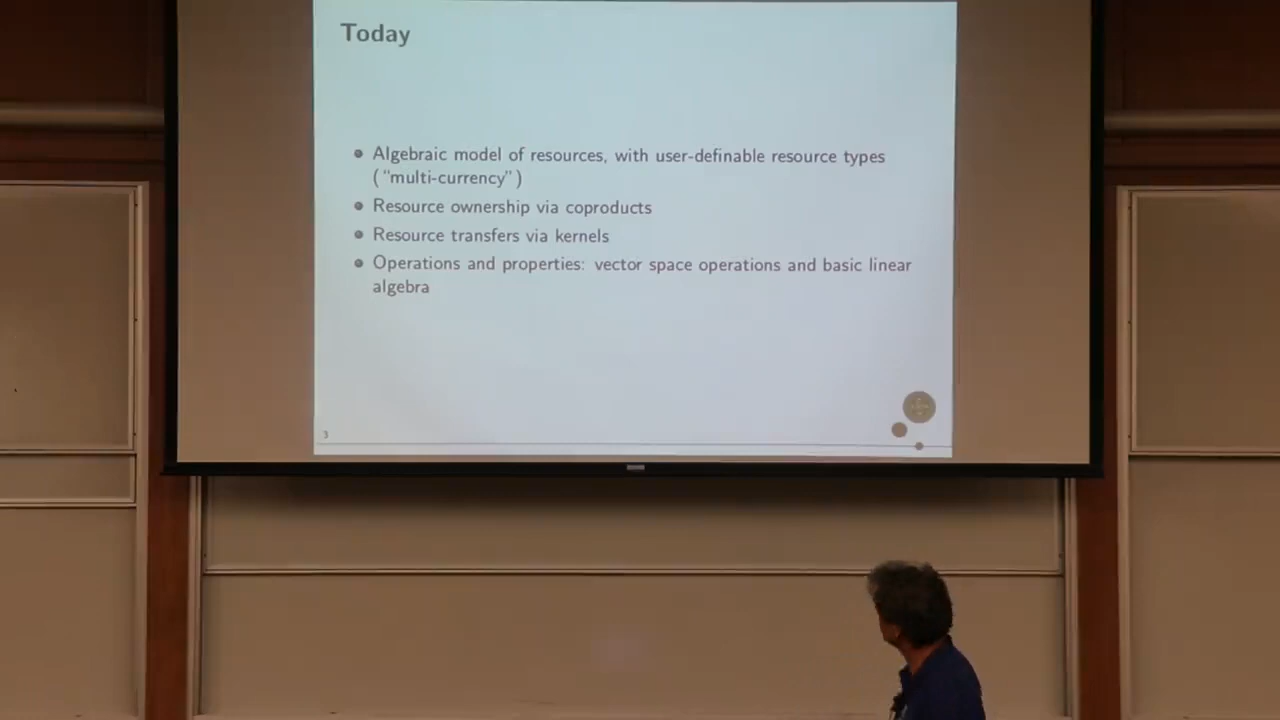 Today
Algebraic model of resources, with user-definable resource types
("multi-currency")
Resource ownership via coproducts
Resource transfers via kernels
Operations and properties: vector space operations and basic linear
algebra
3